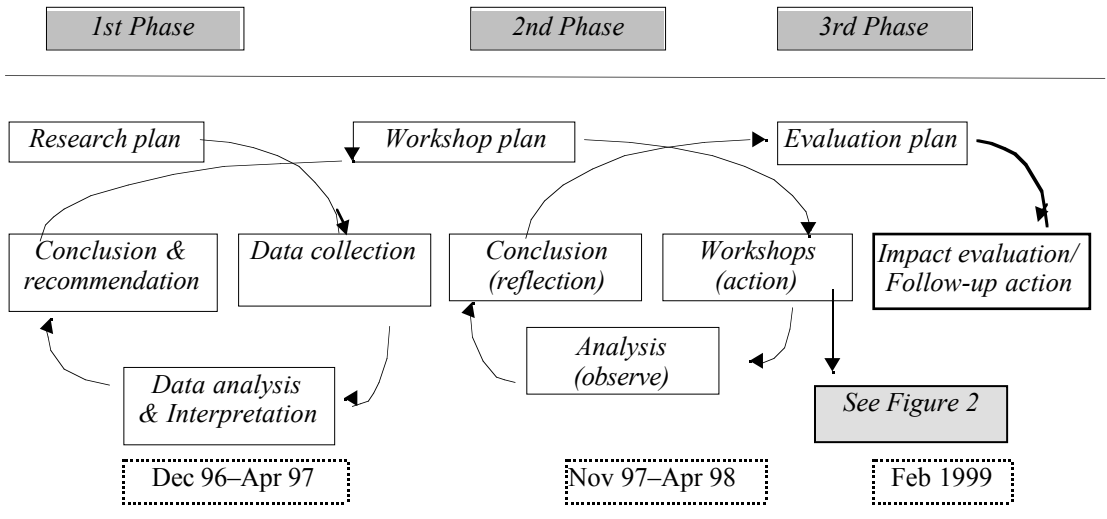 1st Phase
2nd Phase
3rd Phase
Research plan
Workshop plan
Evaluation plan
Conclusion &
recommendation
Data collection
Conclusion
(reflection)
Workshops
(action)
Impact evaluation/
Follow-up action
Data analysis
& Interpretation
Analysis
(observe)
See Figure 2
Dec 96–Apr 97
Nov 97–Apr 98
Feb 1999